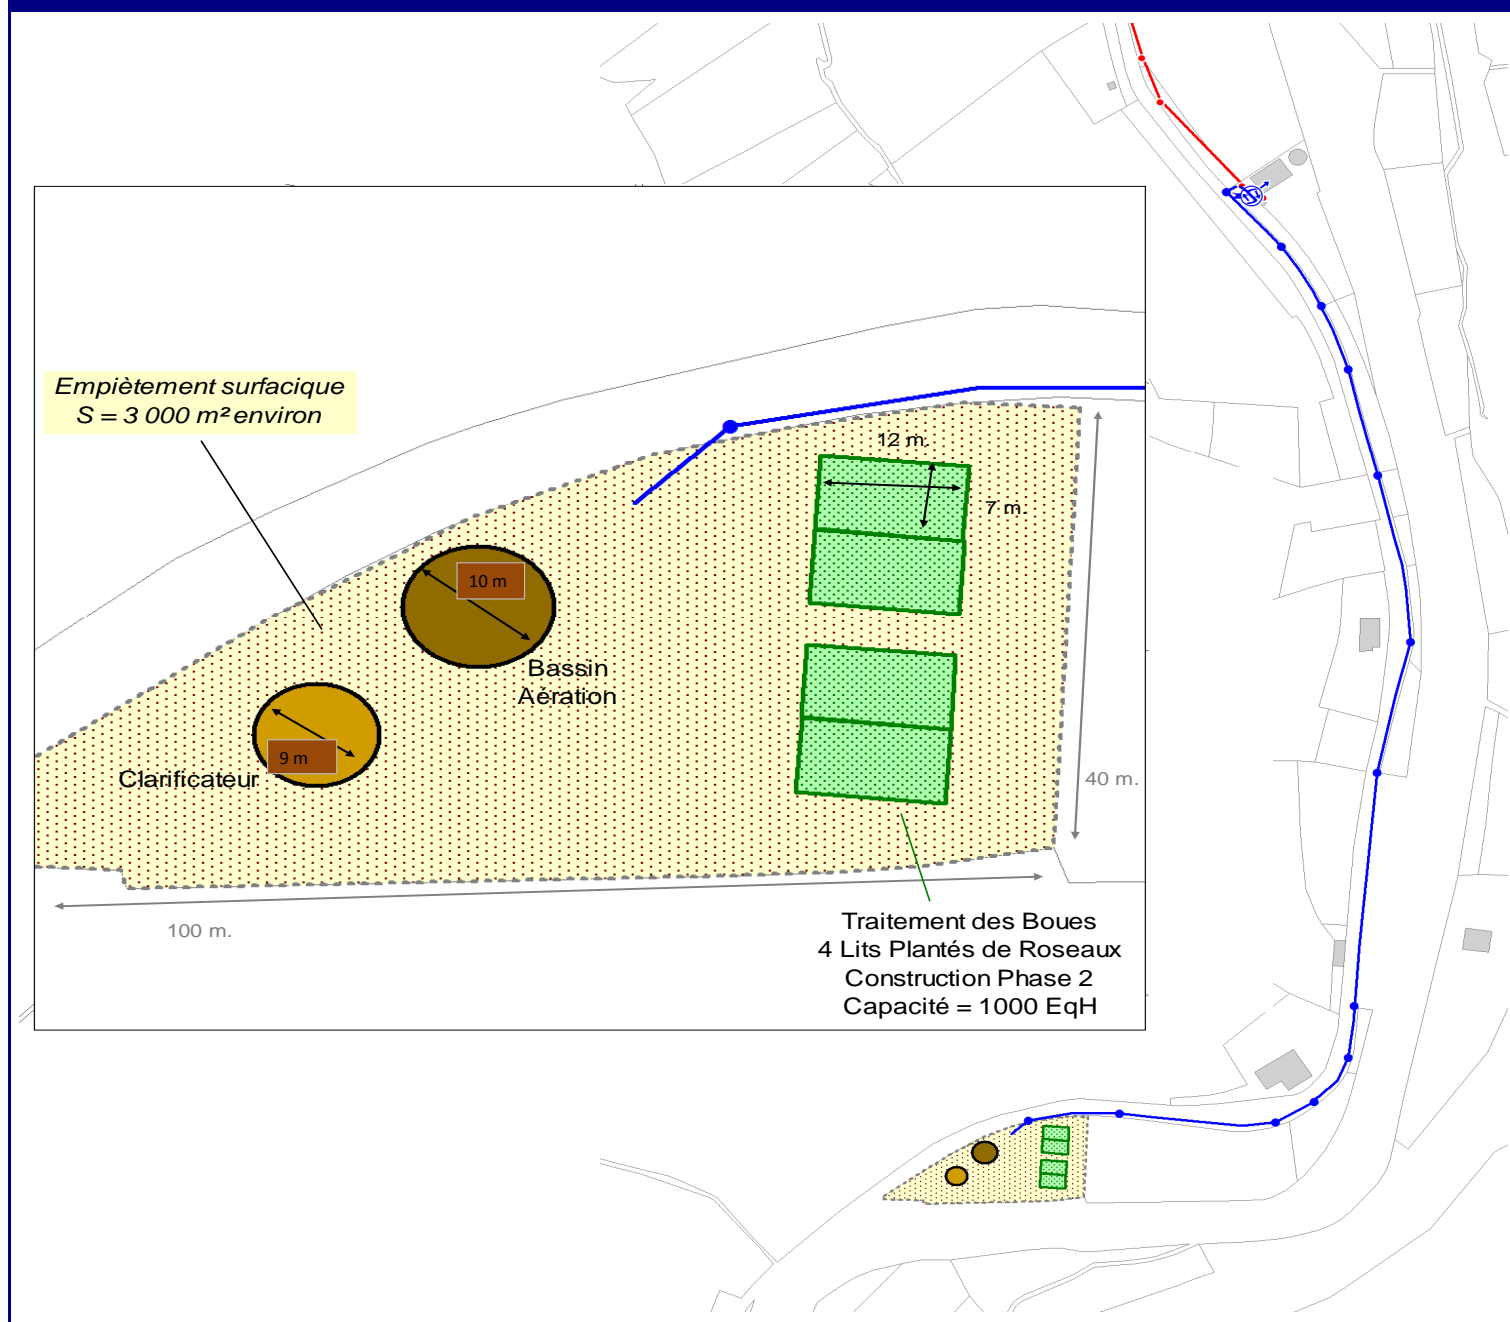 Empiètement surfacique
S = 3 000 m² environ
12 m.
7 m.
10 m
Bassin
Aération
9 m
Clarificateur
40 m.
100 m.
Traitement des Boues
4 Lits Plantés de Roseaux
Construction Phase 2
Capacité = 1000 EqH